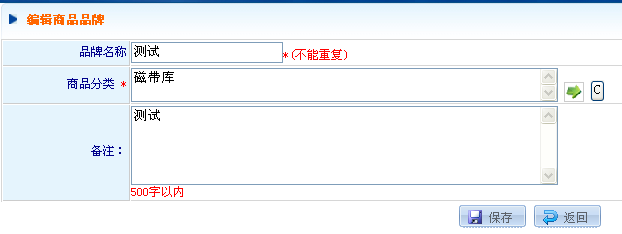 编辑商品品牌
品牌名称 测试 *(不能重复)
商品分类 * 磁带库 C
备注： 测试
500字以内
保存 返回